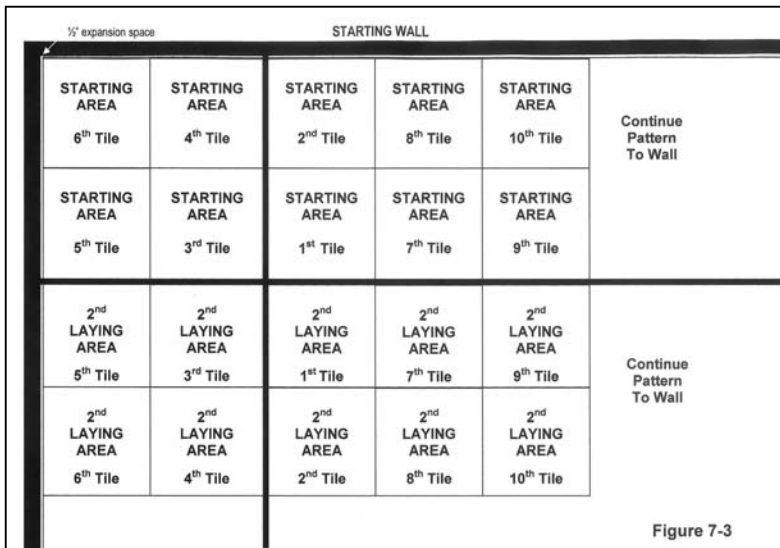 ½" expansion space
STARTING WALL
STARTING
AREA
6th Tile
STARTING
AREA
4th Tile
STARTING
AREA
2nd Tile
STARTING
AREA
8th Tile
STARTING
AREA
10th Tile
Continue
Pattern
To Wall
STARTING
AREA
5th Tile
STARTING
AREA
3rd Tile
STARTING
AREA
1st Tile
STARTING
AREA
7th Tile
STARTING
AREA
9th Tile
2nd
LAYING
AREA
5th Tile
2nd
LAYING
AREA
3rd Tile
2nd
LAYING
AREA
1st Tile
2nd
LAYING
AREA
7th Tile
2nd
LAYING
AREA
9th Tile
Continue
Pattern
To Wall
2nd
LAYING
AREA
6th Tile
2nd
LAYING
AREA
4th Tile
2nd
LAYING
AREA
2nd Tile
2nd
LAYING
AREA
8th Tile
2nd
LAYING
AREA
10th Tile
Figure 7-3